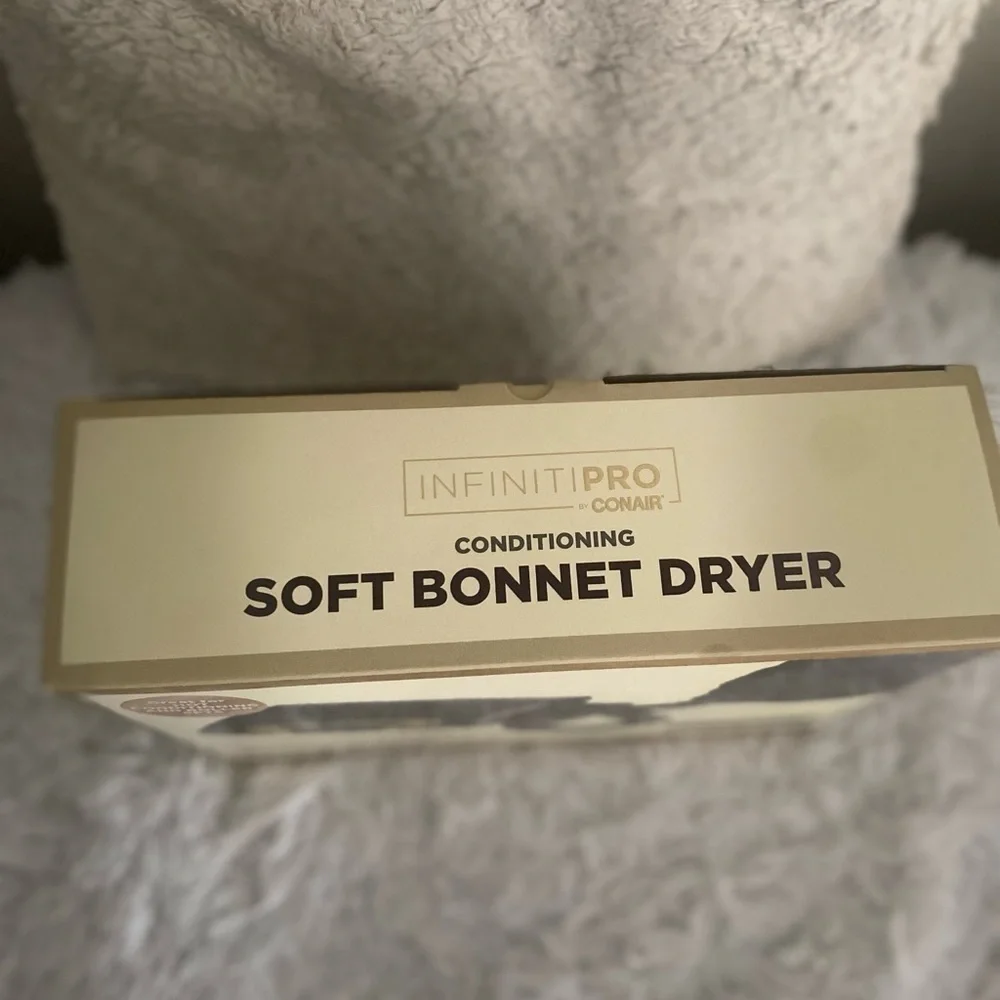 INFINITIPRO
BY CONAIR
CONDITIONING
SOFT BONNET DRYER